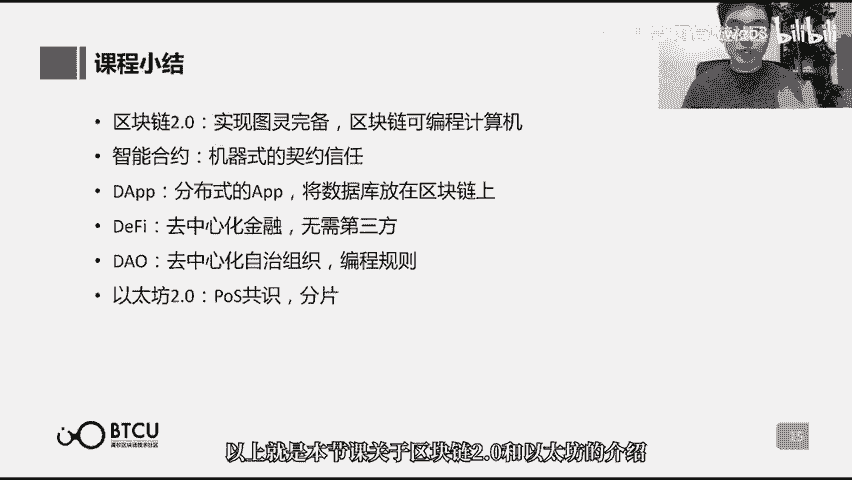 bilibili
课程小结
• 区块链2.0：实现图灵完备，区块链可编程计算机
• 智能合约：机器式的契约信任
• DApp：分布式的App，将数据库放在区块链上
• DeFi：去中心化金融，无需第三方
• DAO：去中心化自治组织，编程规则
• 以太坊2.0：PoS共识，分片
BTCU
以上就是本节课关于区块链2.0和以太坊的介绍